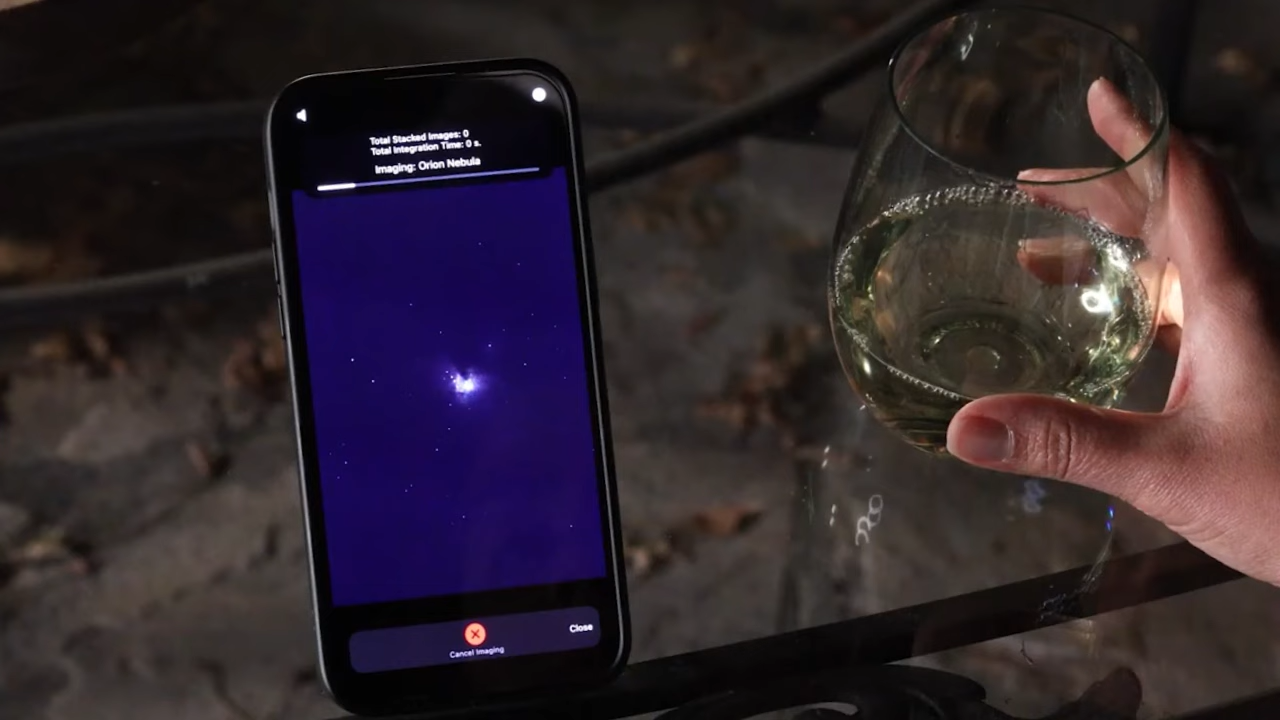 Total Stacked Images: 0
Total Integration Time: 0 s.
Imaging: Orion Nebula
Close
Cancel Imaging